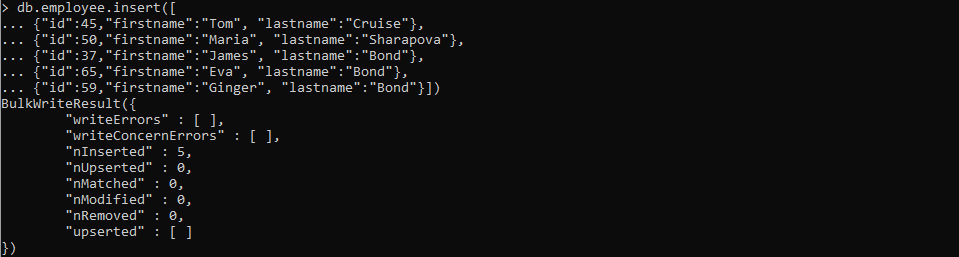 > db.employee.insert([
... {"id":45,"firstname":"Tom", "lastname":"Cruise"},
... {"id":50,"firstname":"Maria", "lastname":"Sharapova"},
... {"id":37,"firstname":"James", "lastname":"Bond"},
... {"id":65,"firstname":"Eva", "lastname":"Bond"},
... {"id":59,"firstname":"Ginger", "lastname":"Bond"}])
BulkWriteResult({
        "writeErrors" : [ ],
        "writeConcernErrors" : [ ],
        "nInserted" : 5,
        "nUpserted" : 0,
        "nMatched" : 0,
        "nModified" : 0,
        "nRemoved" : 0,
        "upserted" : [ ]
})